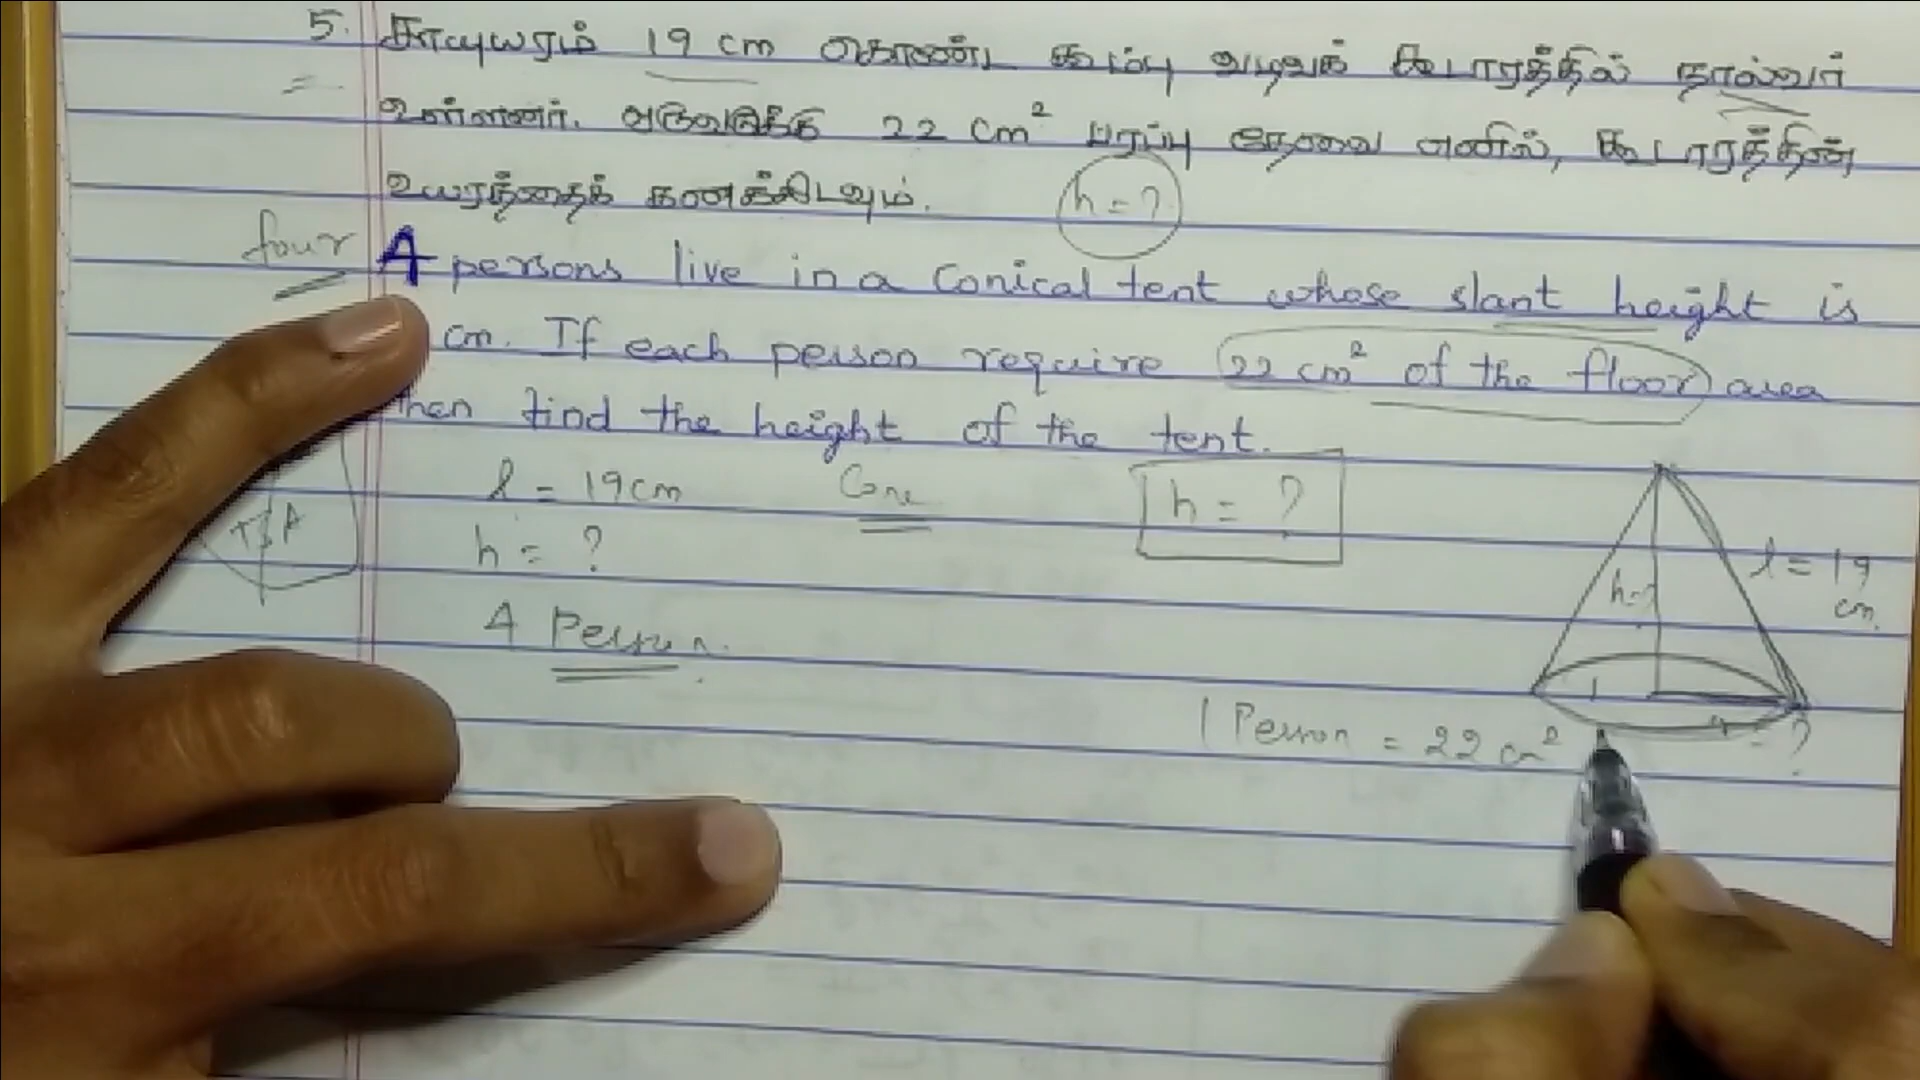 5. சாயுயரம் 19 cm கொண்ட கூம்பு வடிவக் கூடாரத்தில் நால்வர்
உள்ளனர். ஒருவருக்கு 22 cm² பரப்பு தேவை எனில், கூடாரத்தின்
உயரத்தைக் கணக்கிடவும்.
h = ?
four
4 persons live in a Conical tent whose slant height is
cm. If each person require 22 cm² of the floor area
then find the height of the tent.
l = 19cm
Cone
h = ?
h = ?
TSA
4 Person.
h=?
l = 19 cm.
1 Person = 22 cm²
= ?